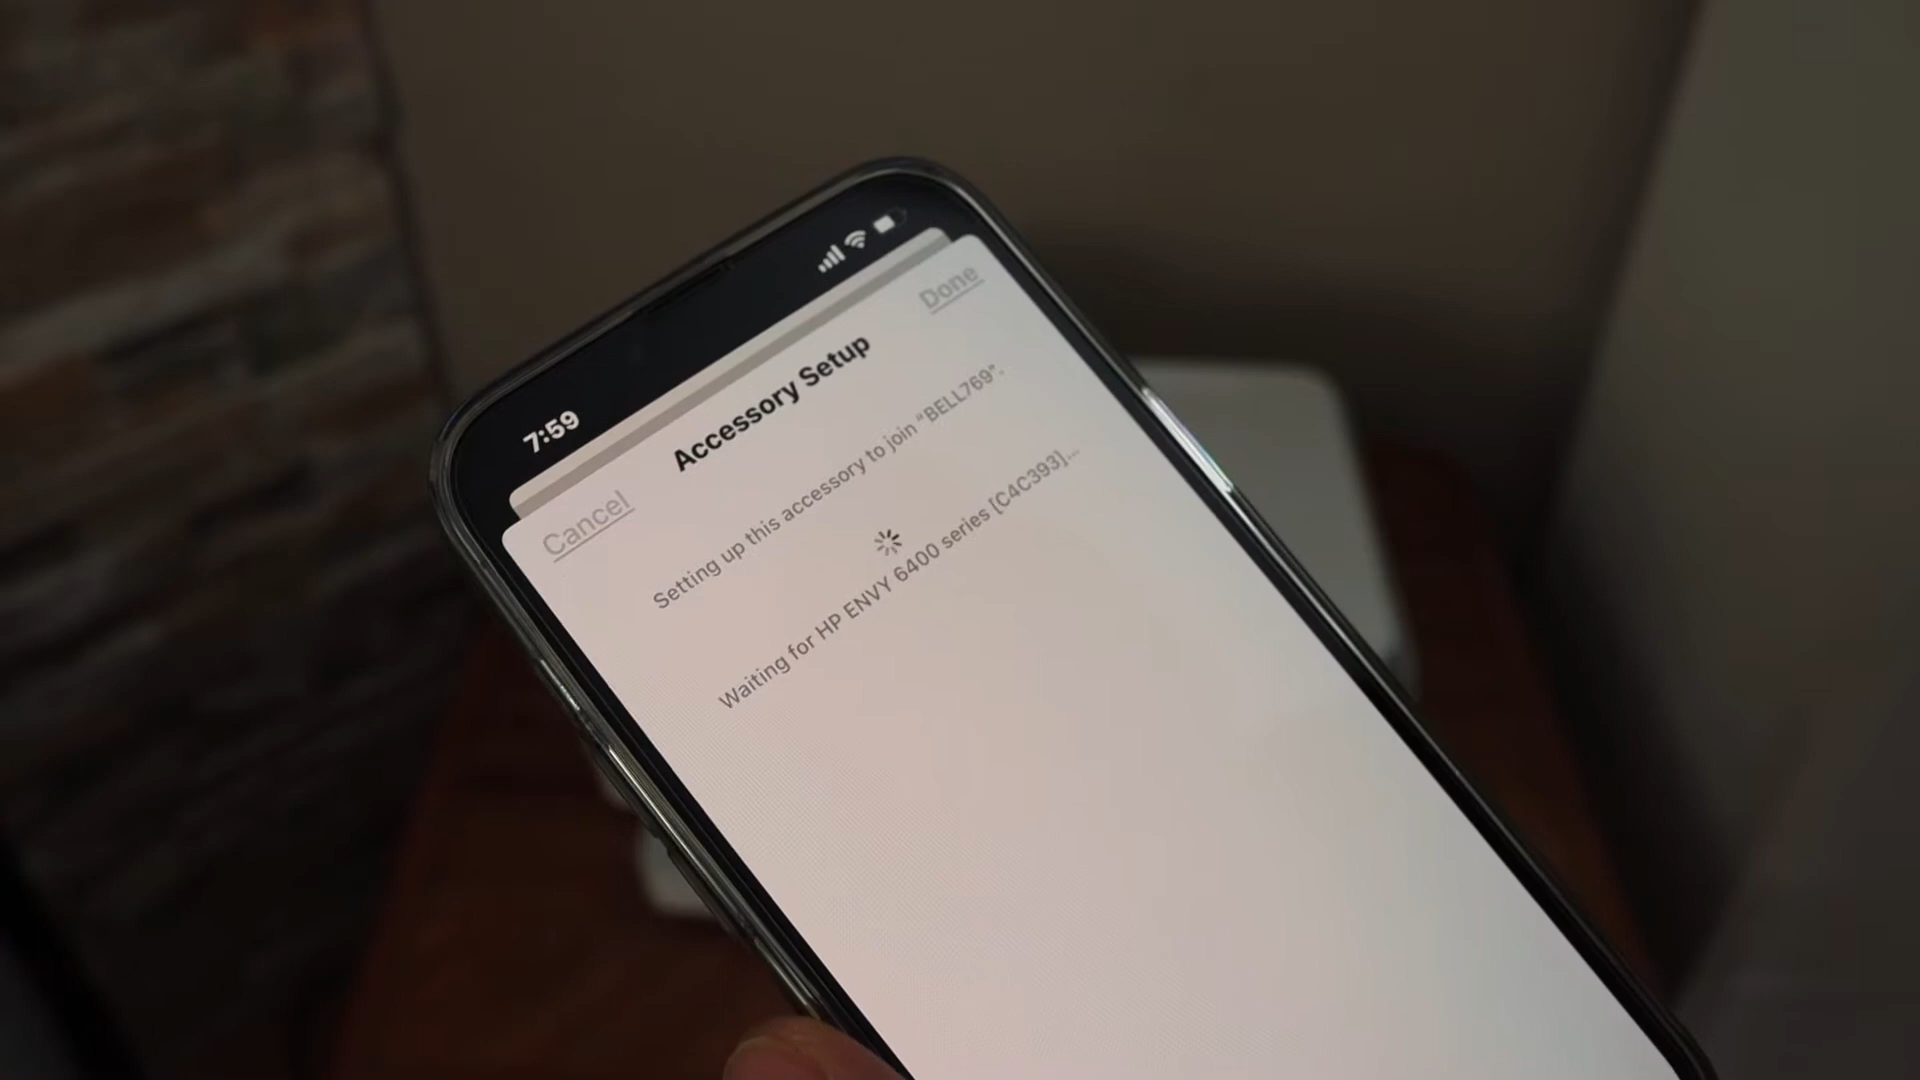 7:59
Cancel
Accessory Setup
Done
Setting up this accessory to join “BELL769”.
Waiting for HP ENVY 6400 series [C4C393]...